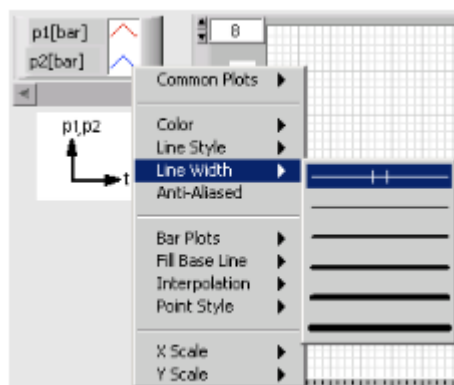 p1[bar]
p2[bar]
8
p1,p2
t
Common Plots
Color
Line Style
Line Width
Anti-Aliased
Bar Plots
Fill Base Line
Interpolation
Point Style
X Scale
Y Scale